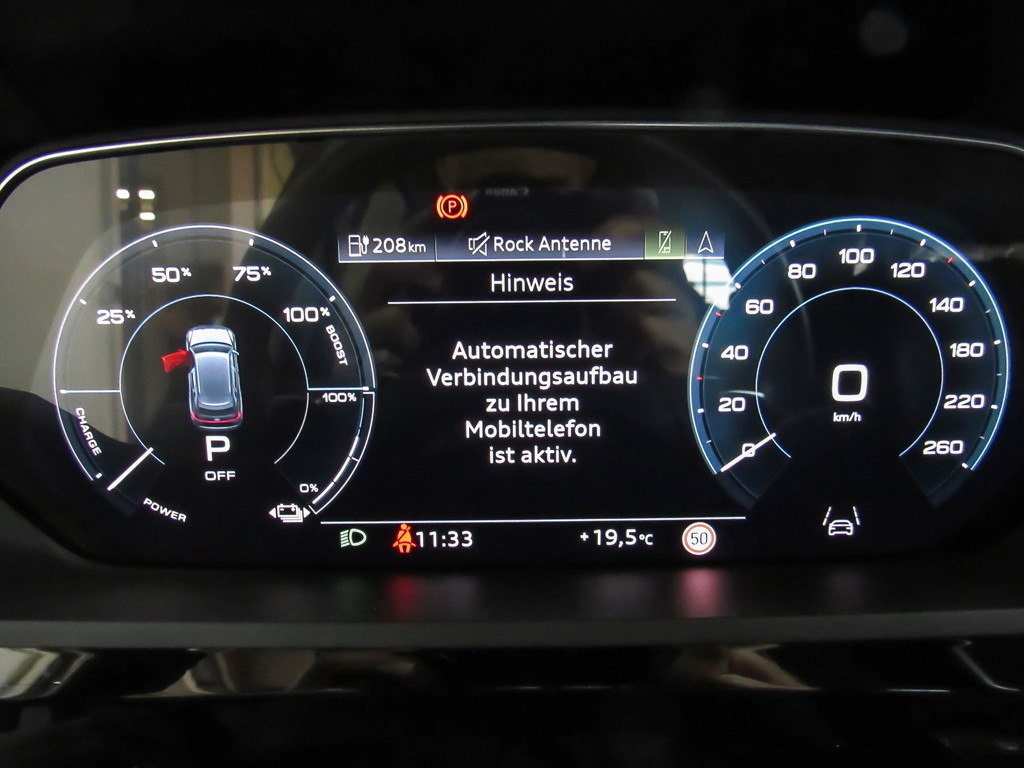 P
208 km
Rock Antenne
Hinweis
Automatischer
Verbindungsaufbau
zu Ihrem
Mobiltelefon
ist aktiv.
25%
50%
75%
100%
BOOST
100%
0%
CHARGE
POWER
P
OFF
0
20
40
60
80
100
120
140
180
220
260
0
km/h
11:33
+19,5°C
50